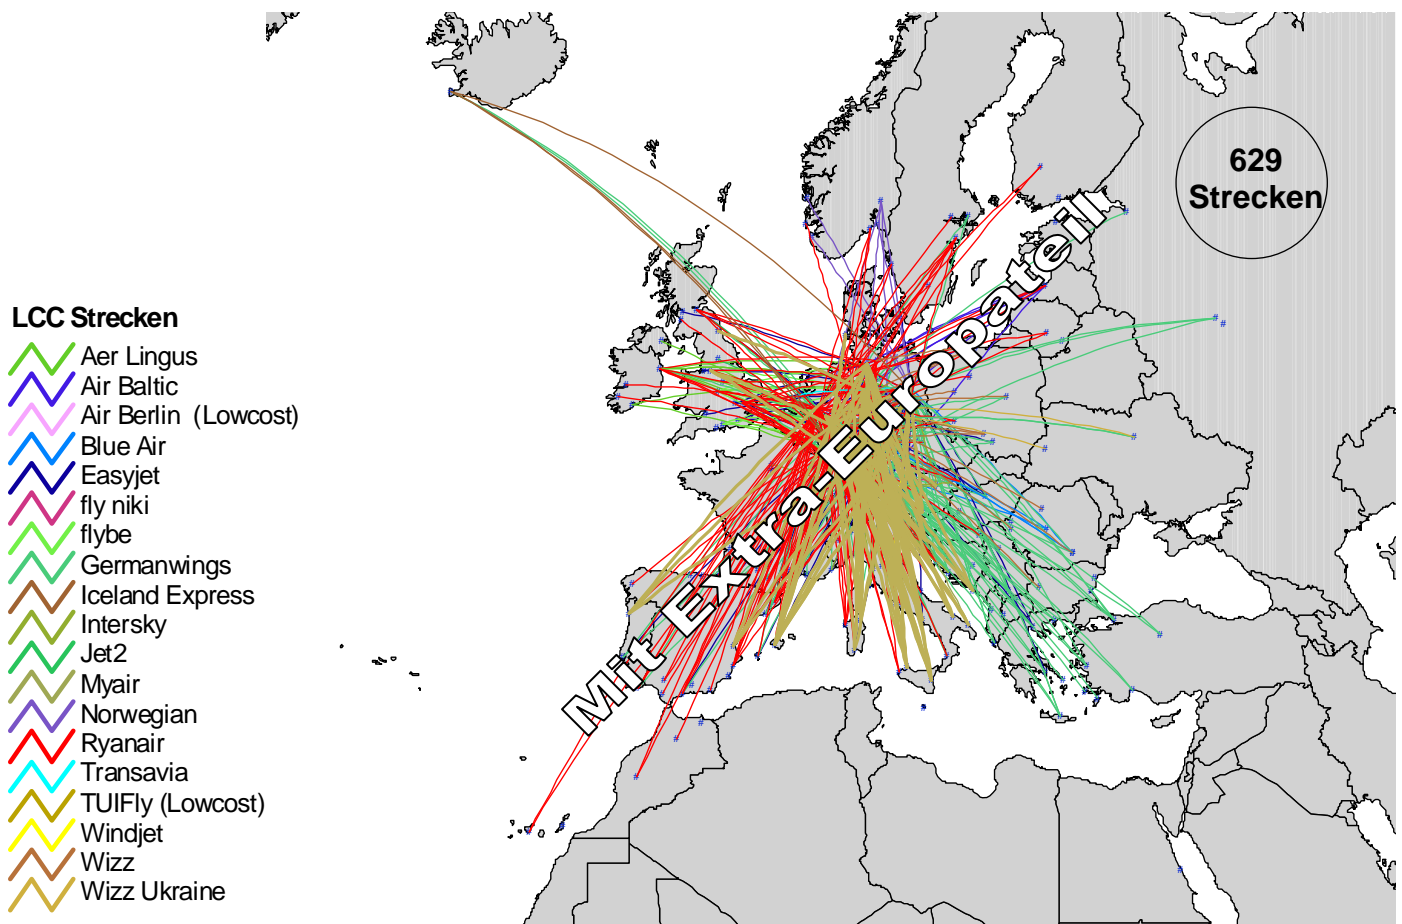 629
Strecken
Mit Extra-Europateil!
LCC Strecken
Aer Lingus
Air Baltic
Air Berlin (Lowcost)
Blue Air
Easyjet
fly niki
flybe
Germanwings
Iceland Express
Intersky
Jet2
Myair
Norwegian
Ryanair
Transavia
TUIFly (Lowcost)
Windjet
Wizz
Wizz Ukraine